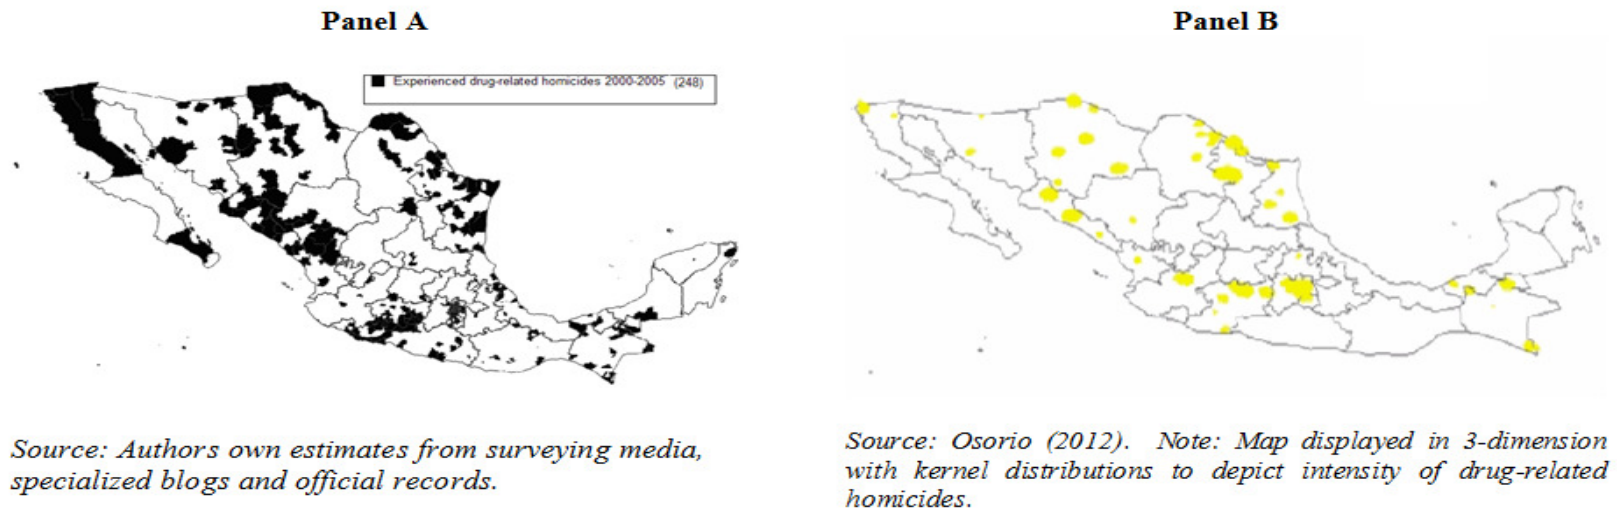 Panel A
Panel B
Experienced drug-related homicides 2000-2005 (248)
Source: Authors own estimates from surveying media,
specialized blogs and official records.
Source: Osorio (2012). Note: Map displayed in 3-dimension
with kernel distributions to depict intensity of drug-related
homicides.